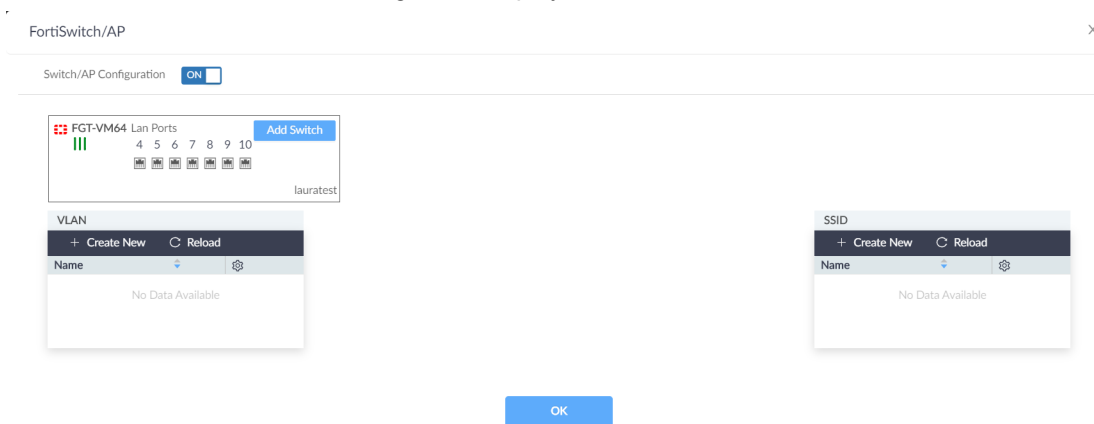 FortiSwitch/AP
Switch/AP Configuration ON
FGT-VM64 Lan Ports Add Switch
4 5 6 7 8 9 10
lauratest
VLAN
+ Create New Reload
Name
No Data Available
SSID
+ Create New Reload
Name
No Data Available
OK